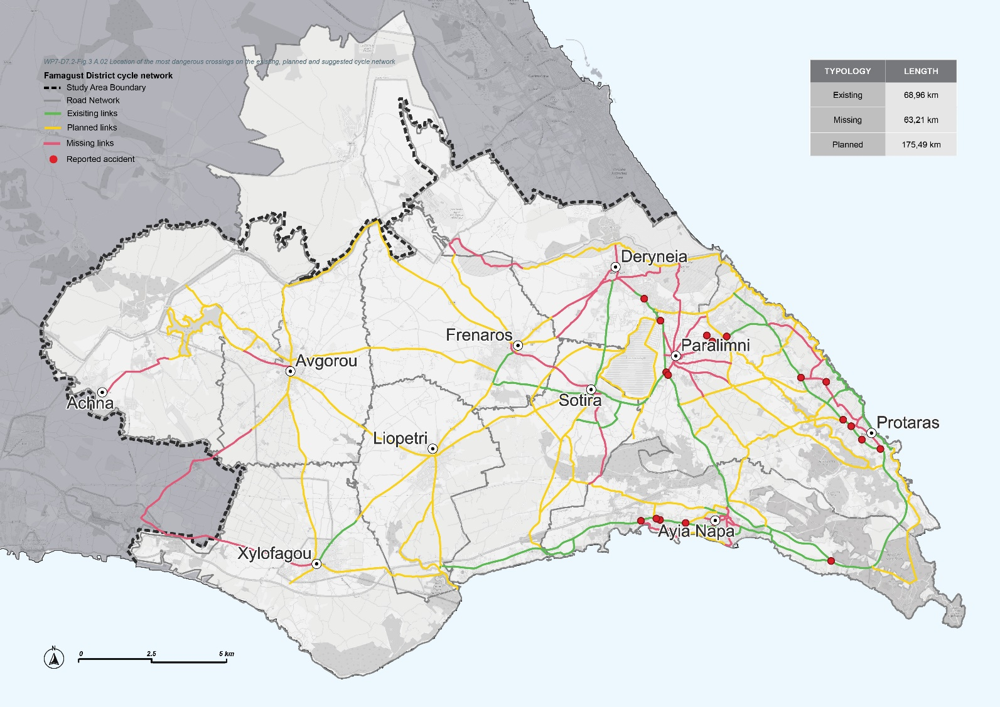 WP7-D7.2-Fig.3 A.02 Location of the most dangerous crossings on the existing, planned and suggested cycle network
Famagust District cycle network
Study Area Boundary
Road Network
Exisiting links
Planned links
Missing links
Reported accident
TYPOLOGY LENGTH
Existing 68,96 km
Missing 63,21 km
Planned 175,49 km
Deryneia
Frenaros
Paralimni
Avgorou
Achna
Sotira
Protaras
Liopetri
Ayia Napa
Xylofagou
N
0 2.5 5 km